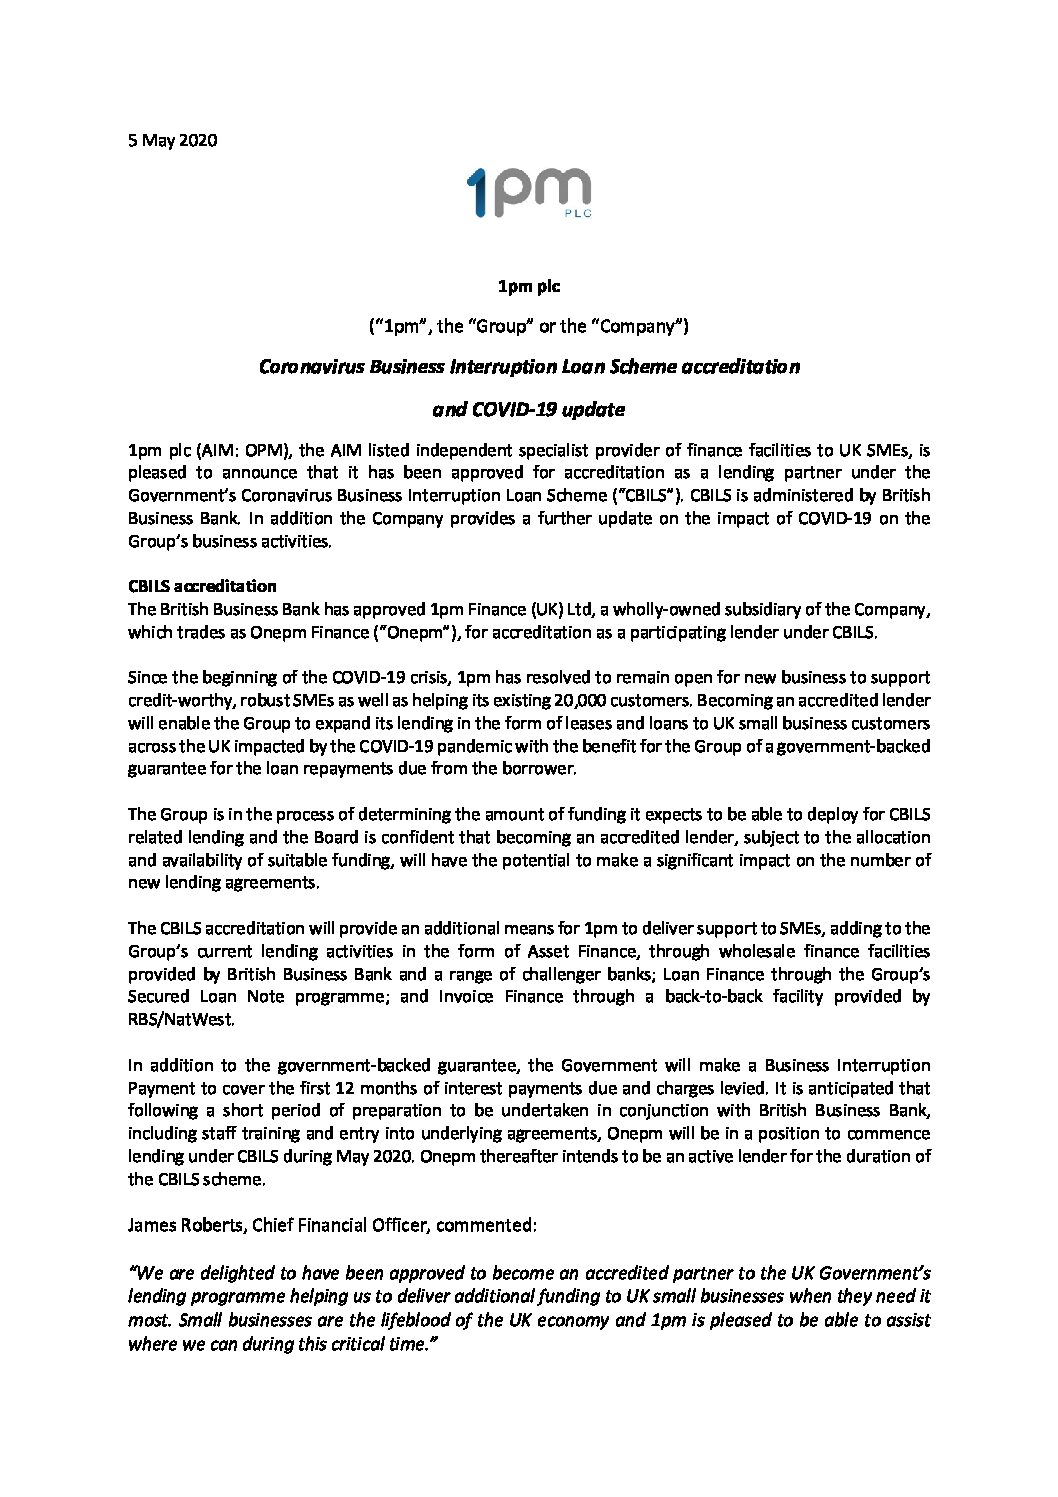 5 May 2020
1pm
PLC
1pm plc
(“1pm”, the “Group” or the “Company”)
Coronavirus Business Interruption Loan Scheme accreditation
and COVID-19 update
1pm plc (AIM: OPM), the AIM listed independent specialist provider of finance facilities to UK SMEs, is
pleased to announce that it has been approved for accreditation as a lending partner under the
Government’s Coronavirus Business Interruption Loan Scheme (“CBILS”). CBILS is administered by British
Business Bank. In addition the Company provides a further update on the impact of COVID-19 on the
Group’s business activities.
CBILS accreditation
The British Business Bank has approved 1pm Finance (UK) Ltd, a wholly-owned subsidiary of the Company,
which trades as Onepm Finance (“Onepm”), for accreditation as a participating lender under CBILS.
Since the beginning of the COVID-19 crisis, 1pm has resolved to remain open for new business to support
credit-worthy, robust SMEs as well as helping its existing 20,000 customers. Becoming an accredited lender
will enable the Group to expand its lending in the form of leases and loans to UK small business customers
across the UK impacted by the COVID-19 pandemic with the benefit for the Group of a government-backed
guarantee for the loan repayments due from the borrower.
The Group is in the process of determining the amount of funding it expects to be able to deploy for CBILS
related lending and the Board is confident that becoming an accredited lender, subject to the allocation
and availability of suitable funding, will have the potential to make a significant impact on the number of
new lending agreements.
The CBILS accreditation will provide an additional means for 1pm to deliver support to SMEs, adding to the
Group’s current lending activities in the form of Asset Finance, through wholesale finance facilities
provided by British Business Bank and a range of challenger banks; Loan Finance through the Group’s
Secured Loan Note programme; and Invoice Finance through a back-to-back facility provided by
RBS/NatWest.
In addition to the government-backed guarantee, the Government will make a Business Interruption
Payment to cover the first 12 months of interest payments due and charges levied. It is anticipated that
following a short period of preparation to be undertaken in conjunction with British Business Bank,
including staff training and entry into underlying agreements, Onepm will be in a position to commence
lending under CBILS during May 2020. Onepm thereafter intends to be an active lender for the duration of
the CBILS scheme.
James Roberts, Chief Financial Officer, commented:
“We are delighted to have been approved to become an accredited partner to the UK Government’s
lending programme helping us to deliver additional funding to UK small businesses when they need it
most. Small businesses are the lifeblood of the UK economy and 1pm is pleased to be able to assist
where we can during this critical time.”